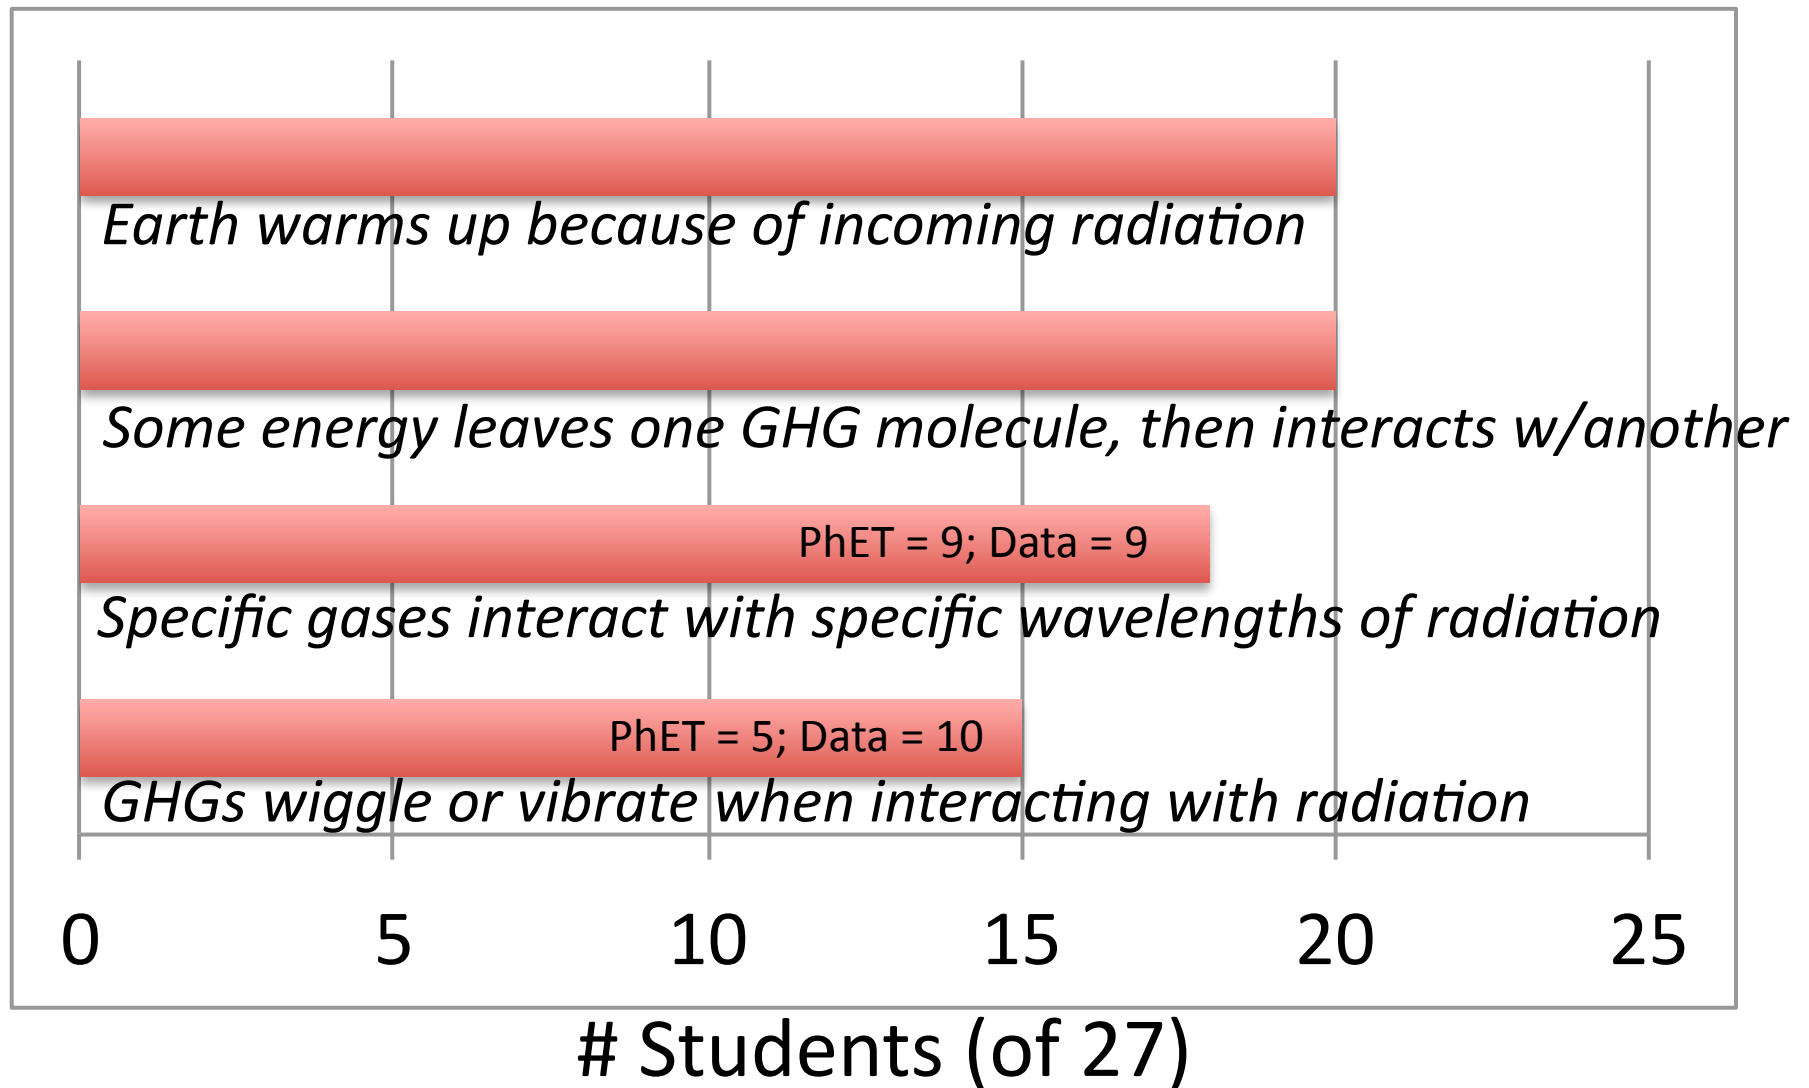 Earth warms up because of incoming radiation
Some energy leaves one GHG molecule, then interacts w/another
PhET = 9; Data = 9
Specific gases interact with specific wavelengths of radiation
PhET = 5; Data = 10
GHGs wiggle or vibrate when interacting with radiation
0 5 10 15 20 25
# Students (of 27)